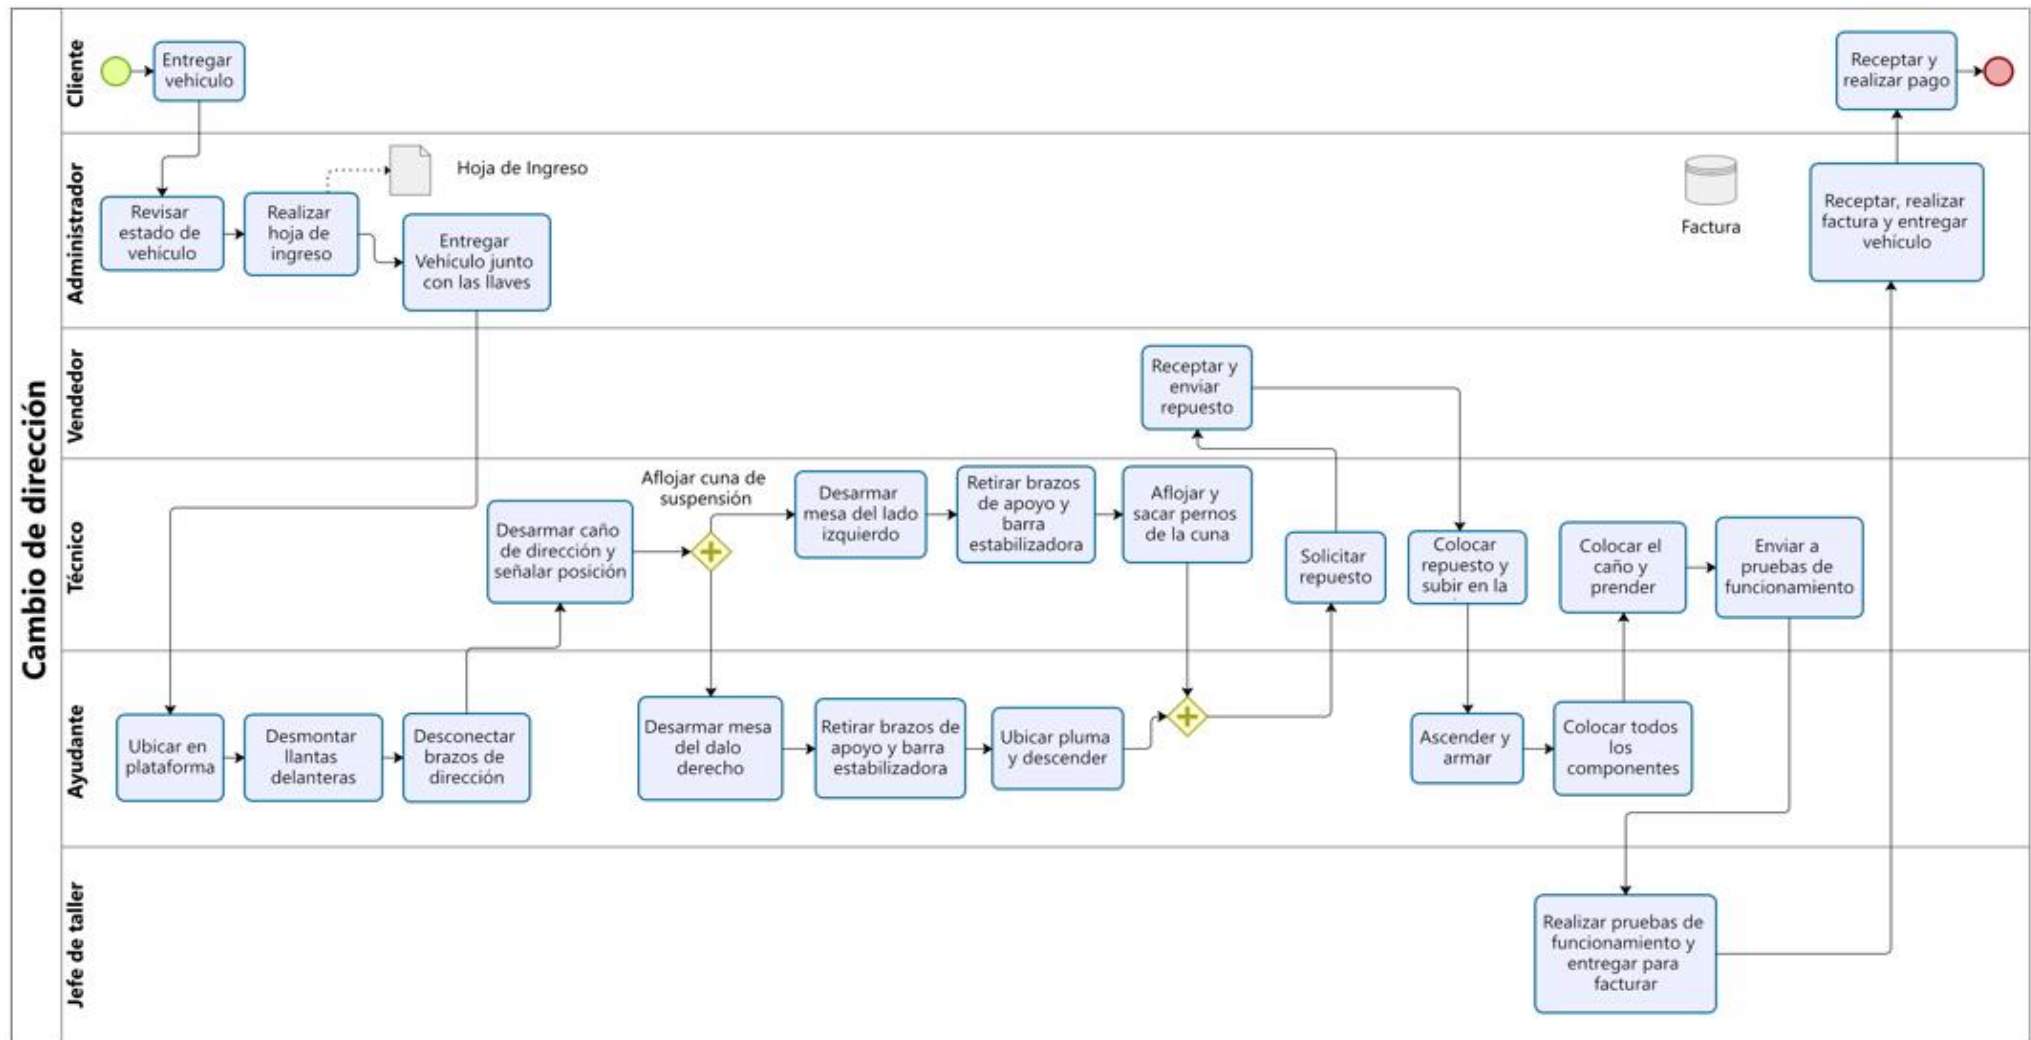 Cambio de dirección
Cliente
Entregar
vehículo
Receptar y
realizar pago
Administrador
Hoja de Ingreso
Revisar
estado de
vehículo
Realizar
hoja de
ingreso
Entregar
Vehículo junto
con las llaves
Factura
Receptar, realizar
factura y entregar
vehículo
Vendedor
Receptar y
enviar
repuesto
Técnico
Desarmar caño
de dirección y
señalar posición
Aflojar cuna de
suspensión
Desarmar
mesa del lado
izquierdo
Retirar brazos
de apoyo y
barra
estabilizadora
Aflojar y
sacar pernos
de la cuna
Solicitar
repuesto
Colocar
repuesto y
subir en la
Colocar el
caño y
prender
Enviar a
pruebas de
funcionamiento
Ayudante
Ubicar en
plataforma
Desmontar
llantas
delanteras
Desconectar
brazos de
dirección
Desarmar mesa
del dalo
derecho
Retirar brazos de
apoyo y barra
estabilizadora
Ubicar pluma
y descender
Ascender y
armar
Colocar todos
los
componentes
Jefe de taller
Realizar pruebas de
funcionamiento y
entregar para
facturar